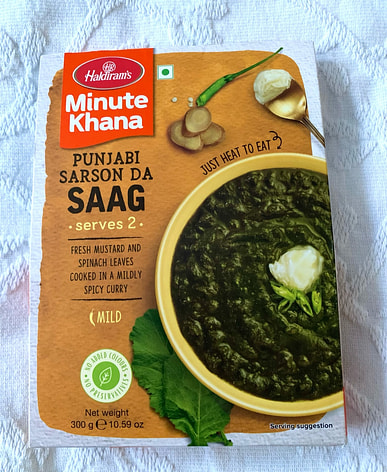 HR
Haldiram's
Minute
Khana
PUNJABI
SARSON DA
SAAG
• serves 2 •
FRESH MUSTARD AND
SPINACH LEAVES
COOKED IN A MILDLY
SPICY CURRY
MILD
JUST HEAT TO EAT
NO ADDED COLOURS
NO PRESERVATIVES
Net weight
300 g ℮ 10.59 oz
Serving suggestion